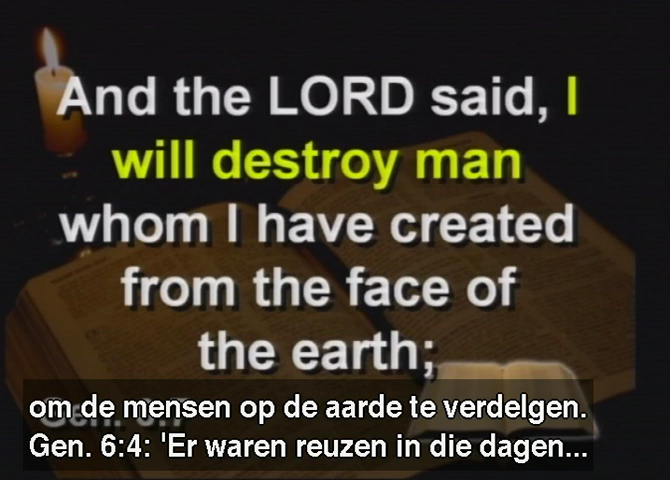 And the LORD said, I
will destroy man
whom I have created
from the face of
the earth;
Gen. 6:7
om de mensen op de aarde te verdelgen.
Gen. 6:4: 'Er waren reuzen in die dagen...